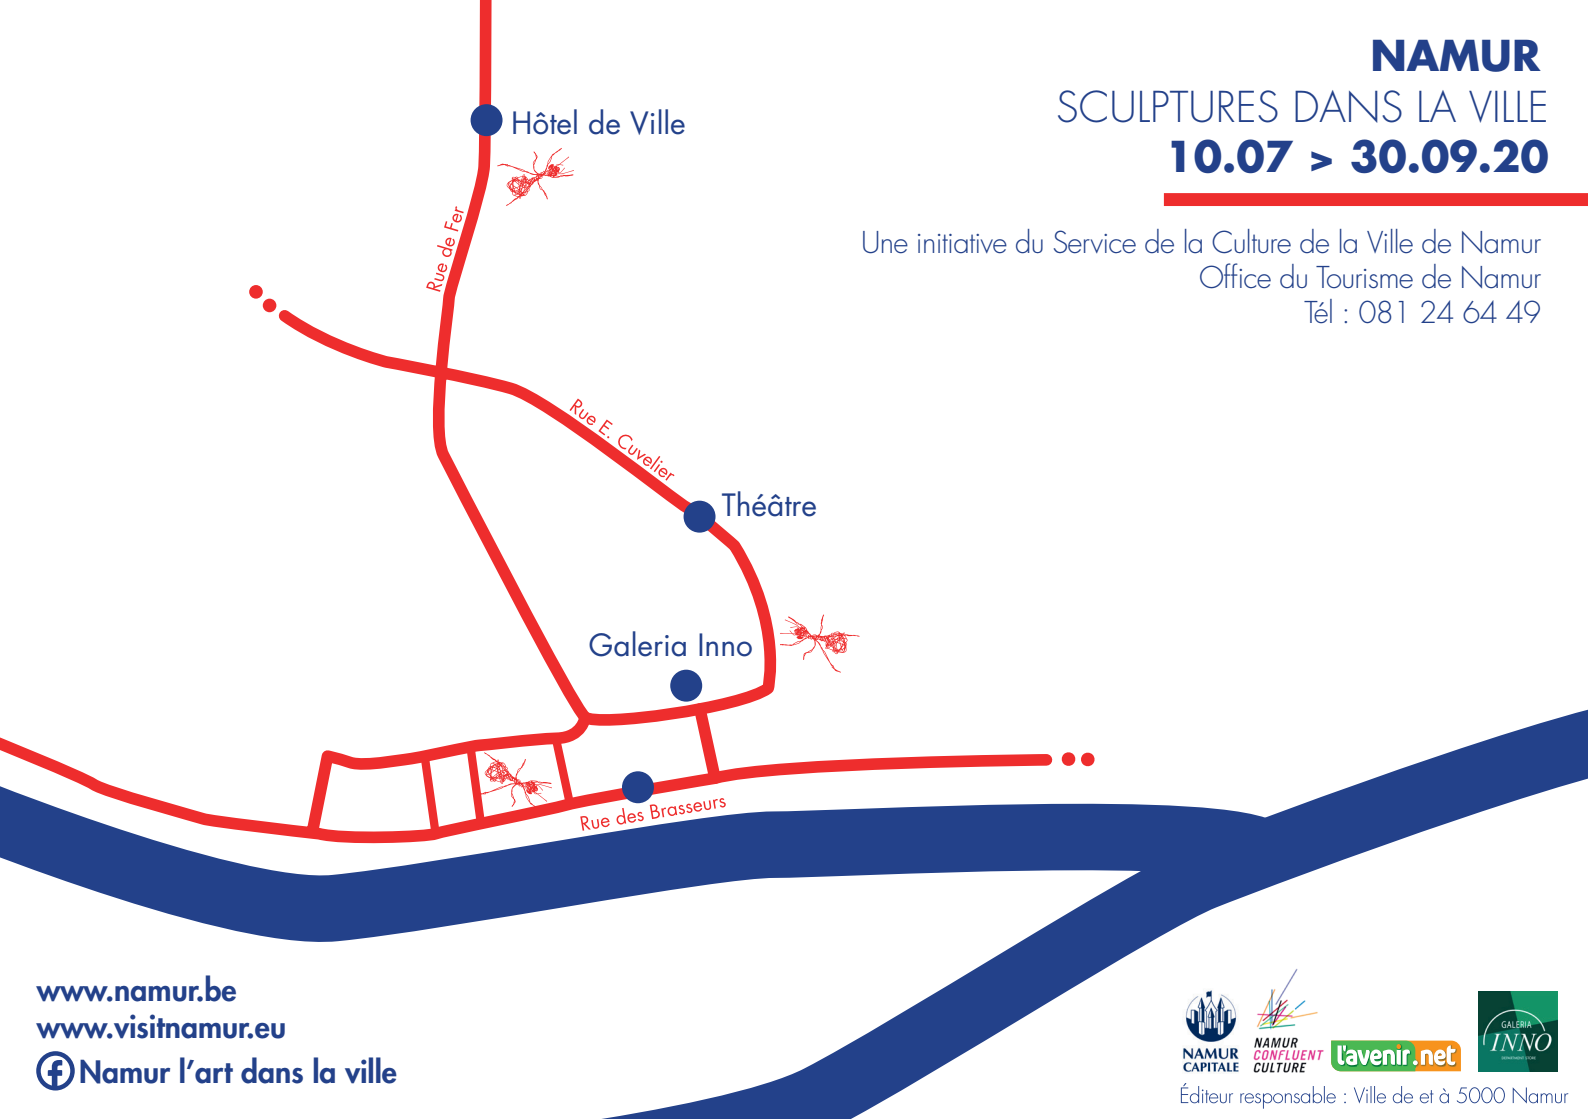 NAMUR
SCULPTURES DANS LA VILLE
10.07 > 30.09.20
Une initiative du Service de la Culture de la Ville de Namur
Office du Tourisme de Namur
Tél : 081 24 64 49
Hôtel de Ville
Rue de Fer
Rue E. Cuvelier
Théâtre
Galeria Inno
Rue des Brasseurs
www.namur.be
www.visitnamur.eu
Namur l'art dans la ville
NAMUR
CAPITALE
NAMUR
CONFLUENT
CULTURE
l'avenir.net
GALERIA
INNO
DEPARTMENT STORE
Éditeur responsable : Ville de et à 5000 Namur